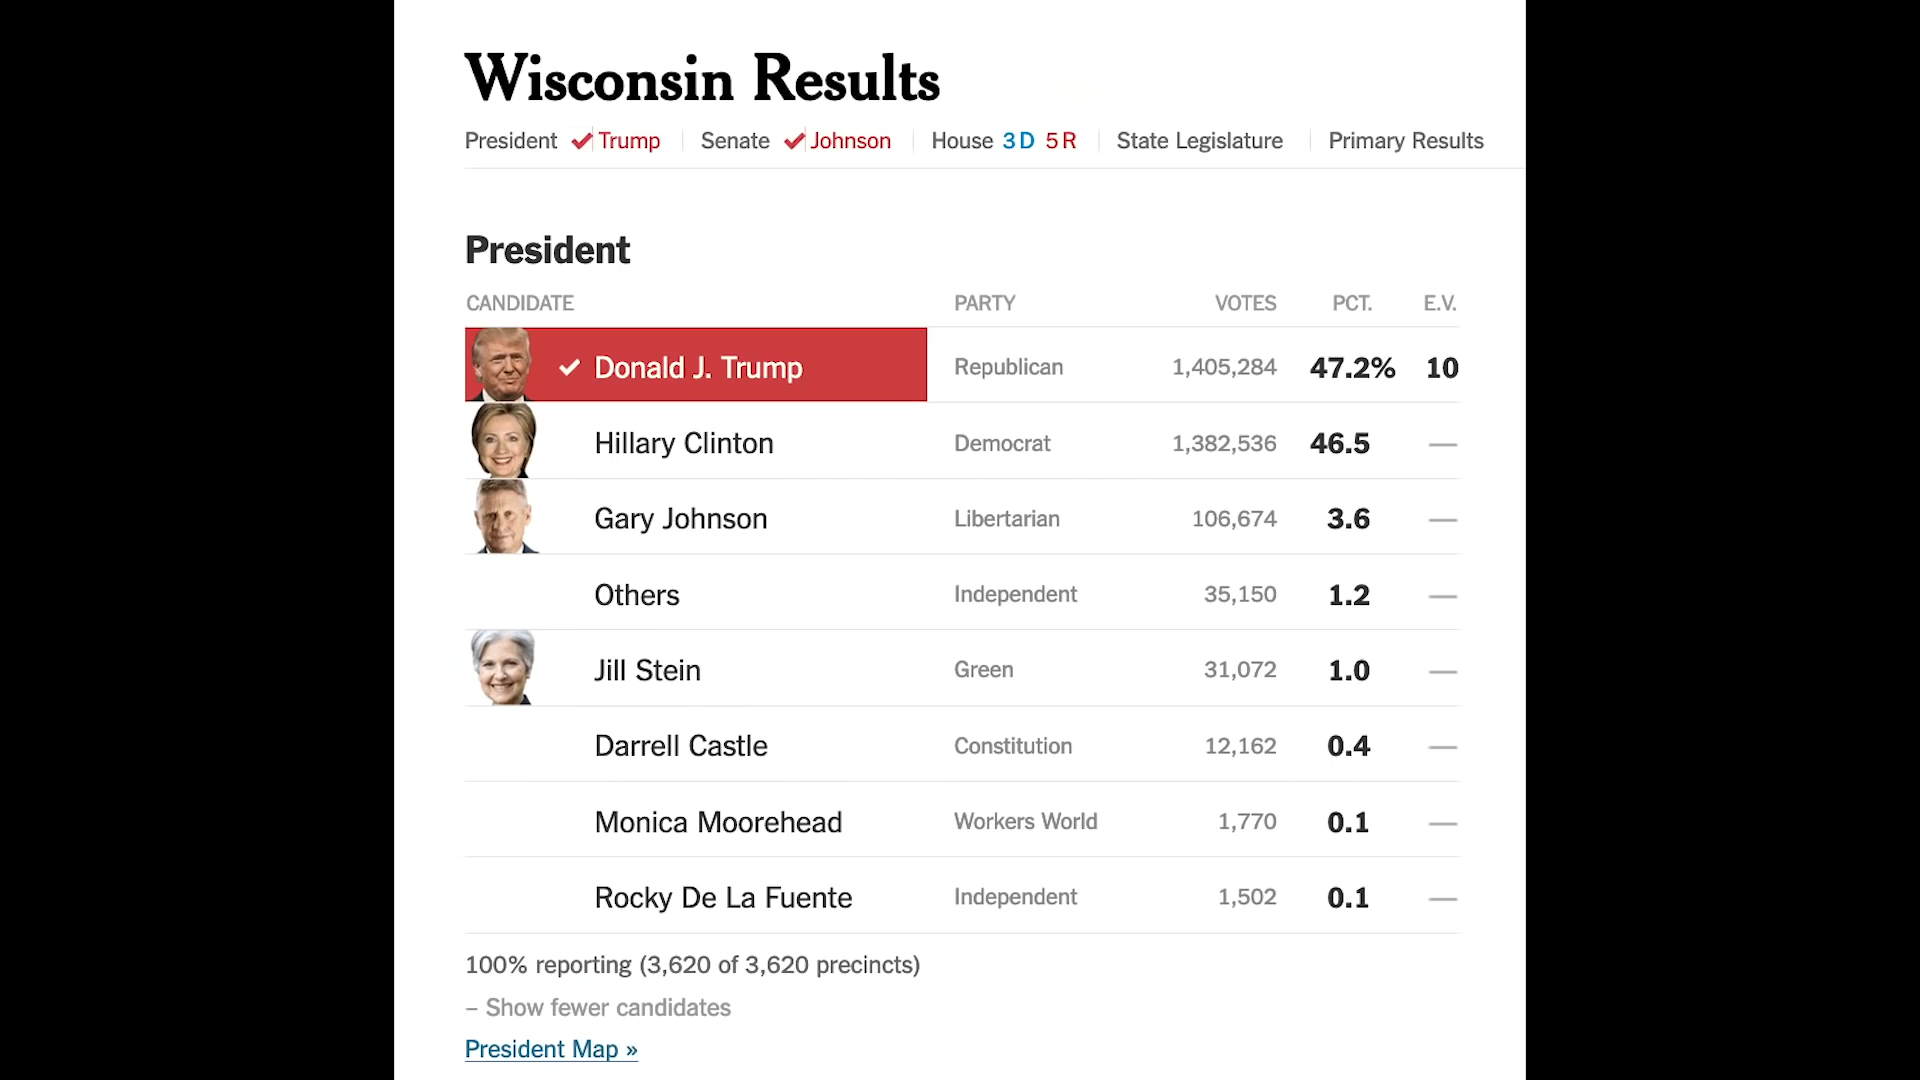 Wisconsin Results
President Trump Senate Johnson House 3 D 5 R State Legislature Primary Results
President
CANDIDATE PARTY VOTES PCT. E.V.
Donald J. Trump Republican 1,405,284 47.2% 10
Hillary Clinton Democrat 1,382,536 46.5 —
Gary Johnson Libertarian 106,674 3.6 —
Others Independent 35,150 1.2 —
Jill Stein Green 31,072 1.0 —
Darrell Castle Constitution 12,162 0.4 —
Monica Moorehead Workers World 1,770 0.1 —
Rocky De La Fuente Independent 1,502 0.1 —
100% reporting (3,620 of 3,620 precincts)
– Show fewer candidates
President Map »